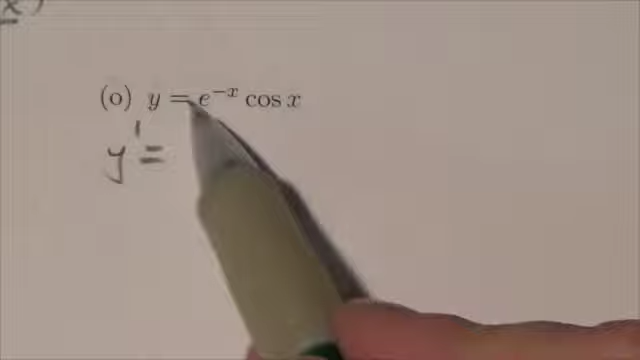 x)
(o) y = e^{-x} cos x
y' =